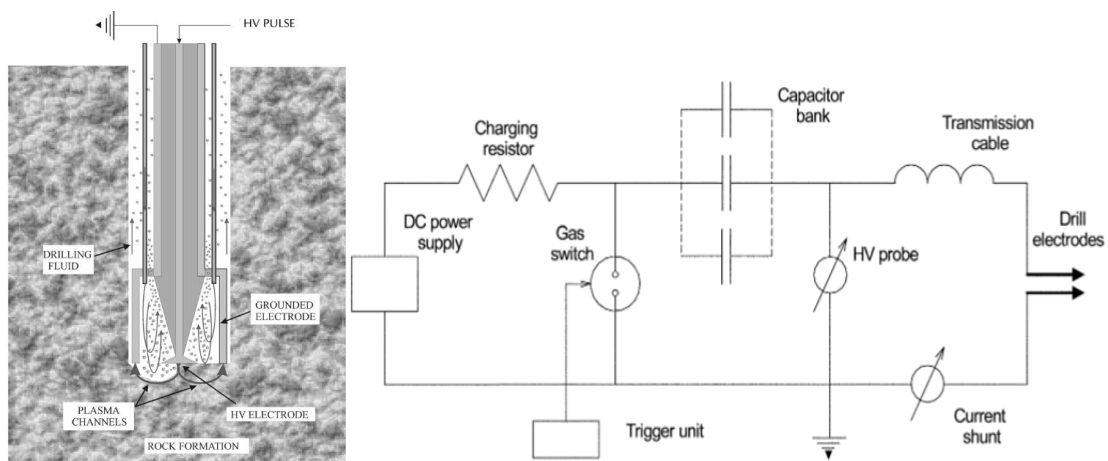 HV PULSE
DRILLING
FLUID
GROUNDED
ELECTRODE
PLASMA
CHANNELS
HV ELECTRODE
ROCK FORMATION
Charging
resistor
Capacitor
bank
Transmission
cable
DC power
supply
Gas
switch
HV probe
Drill
electrodes
Trigger unit
Current
shunt